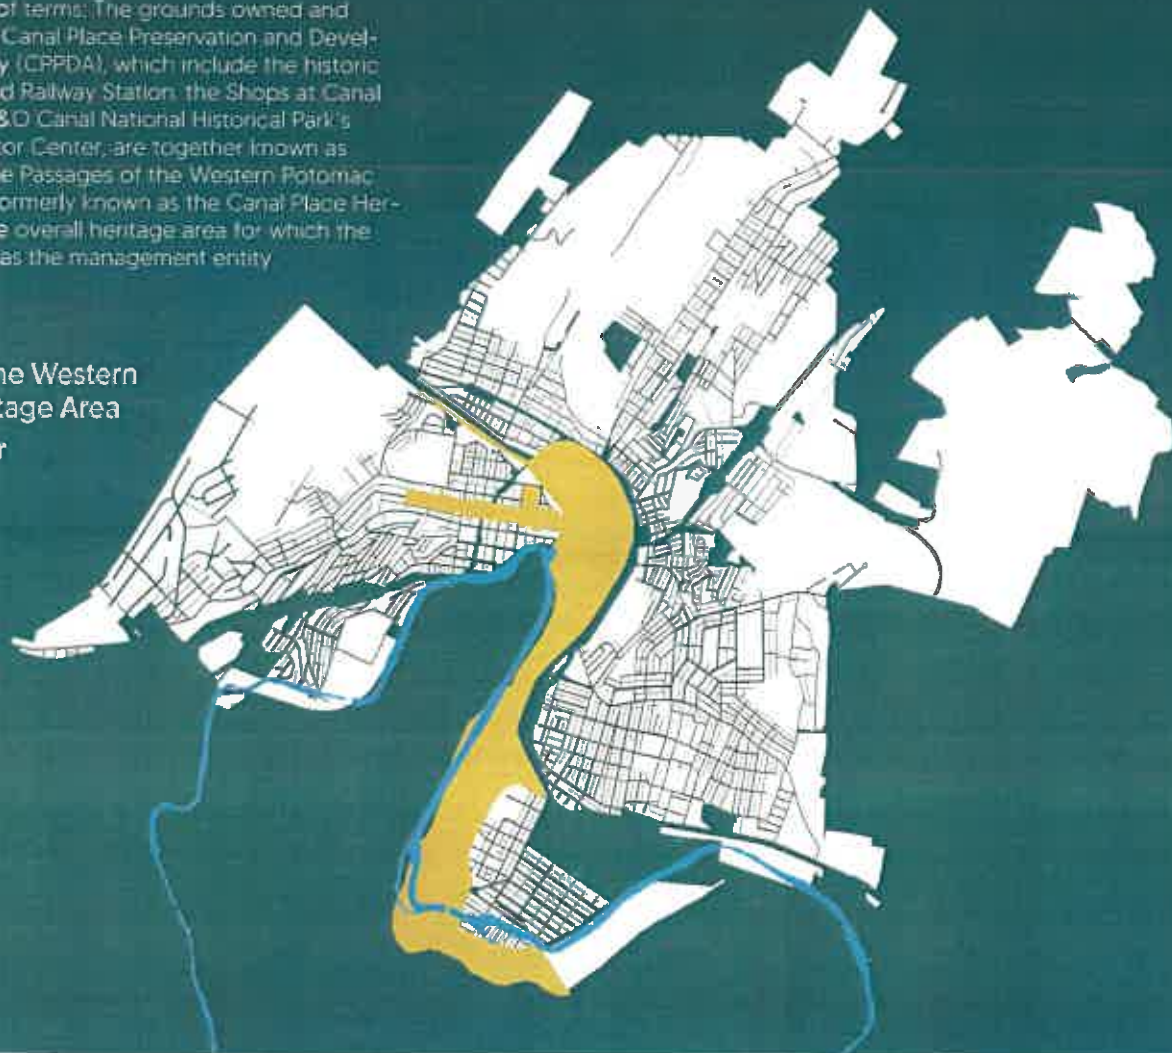 of terms: The grounds owned and
Canal Place Preservation and Devel-
y (CPPDA), which include the historic
d Railway Station, the Shops at Canal
&O Canal National Historical Park's
tor Center, are together known as
e Passages of the Western Potomac
ormerly known as the Canal Place Her-
e overall heritage area for which the
as the management entity
he Western
tage Area
r